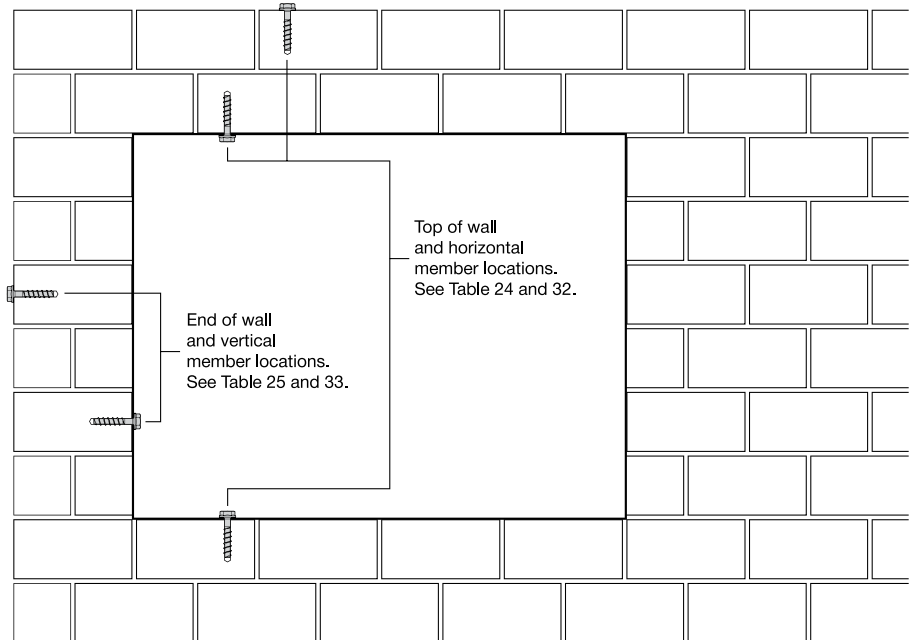 Top of wall
and horizontal
member locations.
See Table 24 and 32.
End of wall
and vertical
member locations.
See Table 25 and 33.